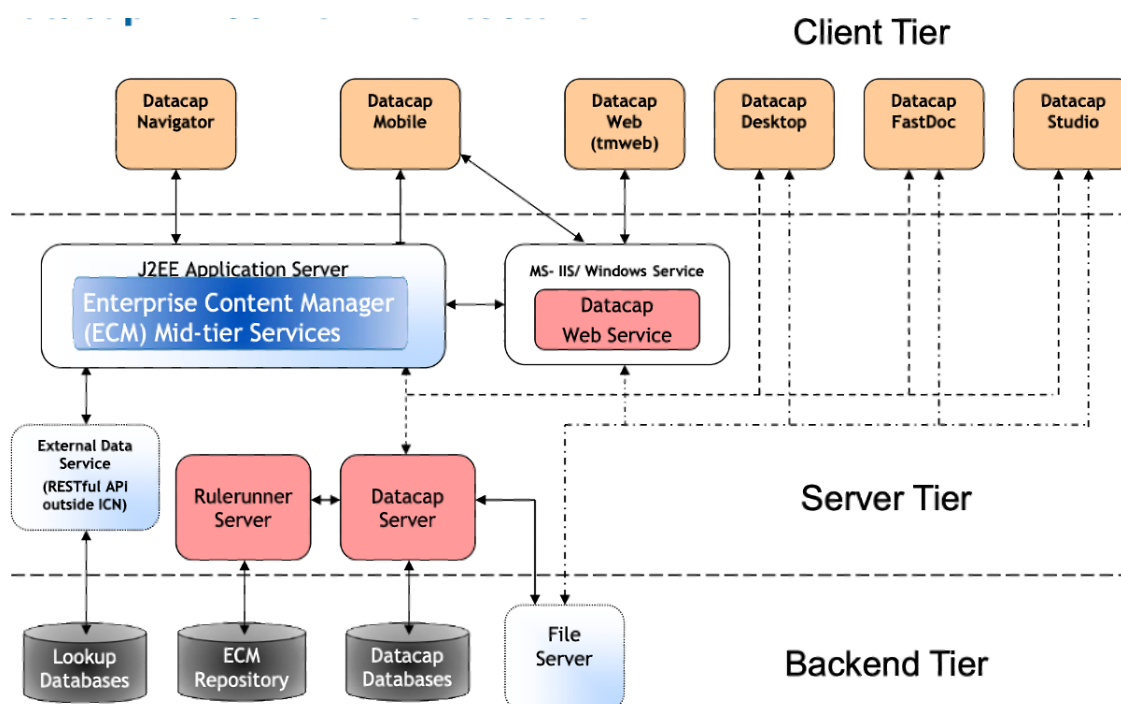 Client Tier
Datacap
Navigator
Datacap
Mobile
Datacap
Web
(tmweb)
Datacap
Desktop
Datacap
FastDoc
Datacap
Studio
J2EE Application Server
Enterprise Content Manager
(ECM) Mid-tier Services
MS- IIS/ Windows Service
Datacap
Web Service
External Data
Service
(RESTful API
outside ICN)
Rulerunner
Server
Datacap
Server
Server Tier
Lookup
Databases
ECM
Repository
Datacap
Databases
File
Server
Backend Tier